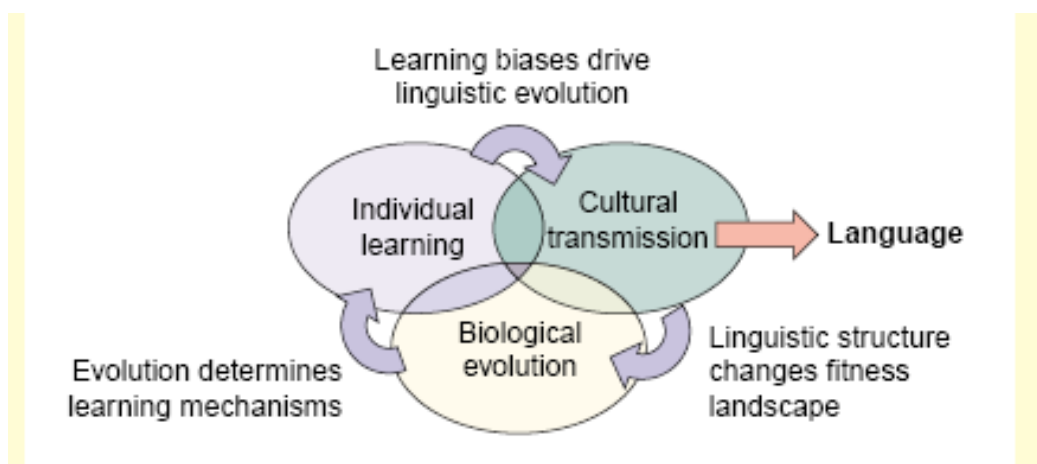 Learning biases drive
linguistic evolution
Individual
learning
Cultural
transmission
Language
Biological
evolution
Evolution determines
learning mechanisms
Linguistic structure
changes fitness
landscape